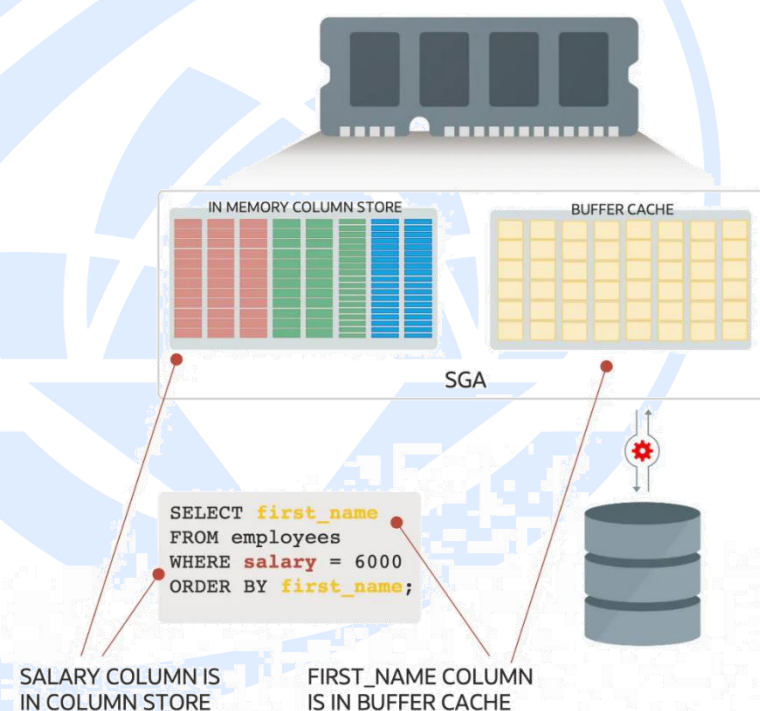 IN MEMORY COLUMN STORE
BUFFER CACHE
SGA
SELECT first_name
FROM employees
WHERE salary = 6000
ORDER BY first_name;
SALARY COLUMN IS
IN COLUMN STORE
FIRST_NAME COLUMN
IS IN BUFFER CACHE